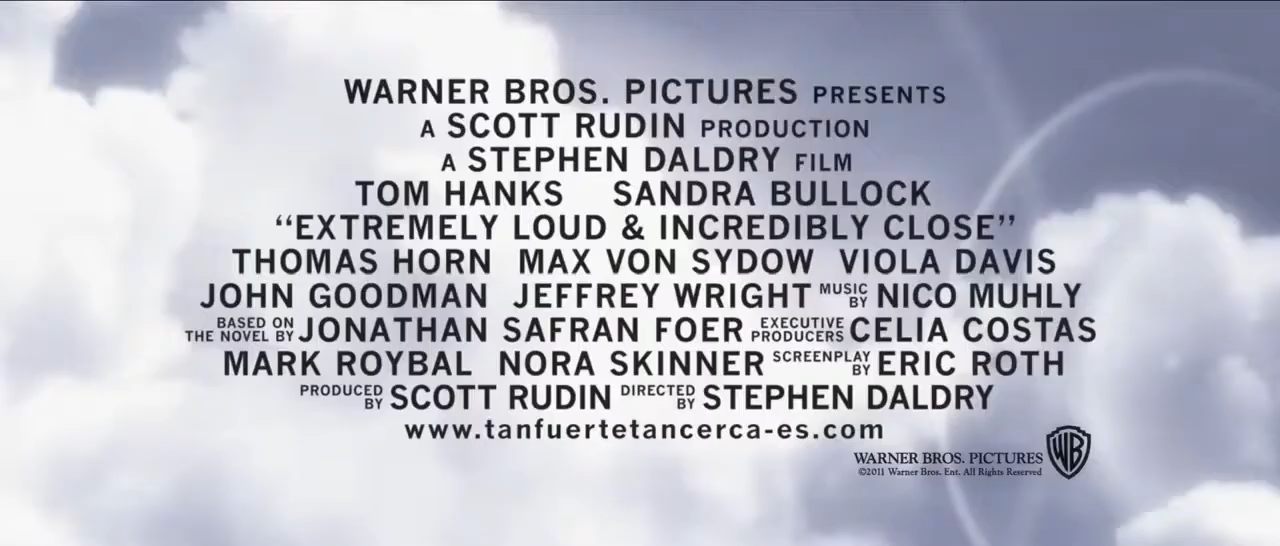 WARNER BROS. PICTURES PRESENTS
A SCOTT RUDIN PRODUCTION
A STEPHEN DALDRY FILM
TOM HANKS SANDRA BULLOCK
“EXTREMELY LOUD & INCREDIBLY CLOSE”
THOMAS HORN MAX VON SYDOW VIOLA DAVIS
JOHN GOODMAN JEFFREY WRIGHT MUSIC BY NICO MUHLY
BASED ON THE NOVEL BY JONATHAN SAFRAN FOER EXECUTIVE PRODUCERS CELIA COSTAS
MARK ROYBAL NORA SKINNER SCREENPLAY BY ERIC ROTH
PRODUCED BY SCOTT RUDIN DIRECTED BY STEPHEN DALDRY
www.tanfuertetancerca-es.com
WARNER BROS. PICTURES WB
©2011 Warner Bros. Ent. All Rights Reserved